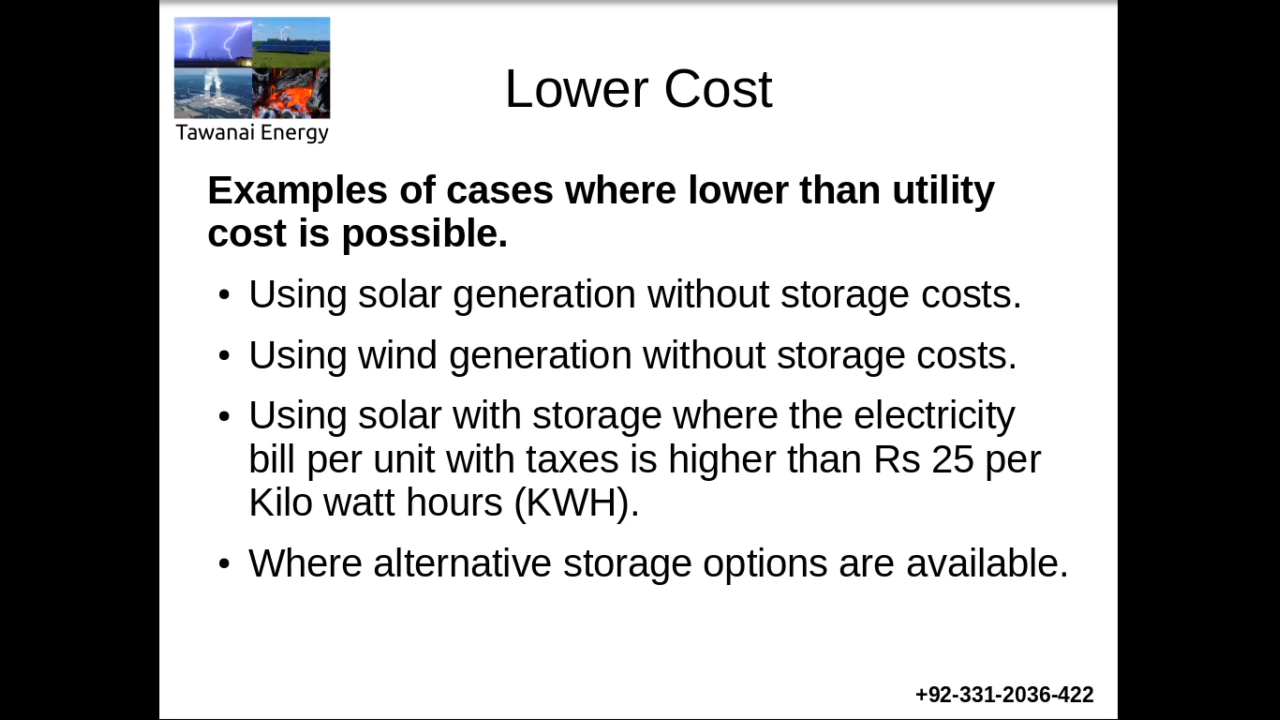 Tawanai Energy
Lower Cost
Examples of cases where lower than utility
cost is possible.
• Using solar generation without storage costs.
• Using wind generation without storage costs.
• Using solar with storage where the electricity
bill per unit with taxes is higher than Rs 25 per
Kilo watt hours (KWH).
• Where alternative storage options are available.
+92-331-2036-422